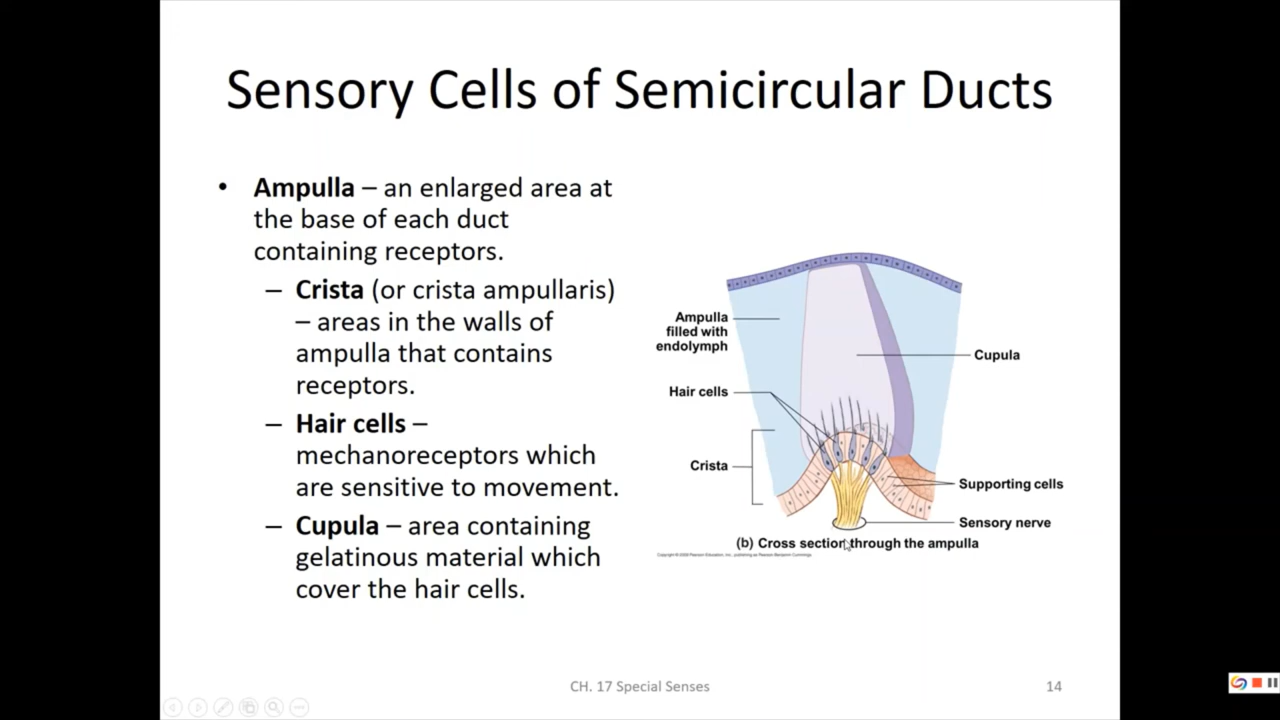 Sensory Cells of Semicircular Ducts
• Ampulla – an enlarged area at
the base of each duct
containing receptors.
– Crista (or crista ampullaris)
– areas in the walls of
ampulla that contains
receptors.
– Hair cells –
mechanoreceptors which
are sensitive to movement.
– Cupula – area containing
gelatinous material which
cover the hair cells.
Ampulla
filled with
endolymph
Cupula
Hair cells
Crista
Supporting cells
Sensory nerve
(b) Cross section through the ampulla
Copyright © 2009 Pearson Education, Inc., publishing as Pearson Benjamin Cummings.
CH. 17 Special Senses
14